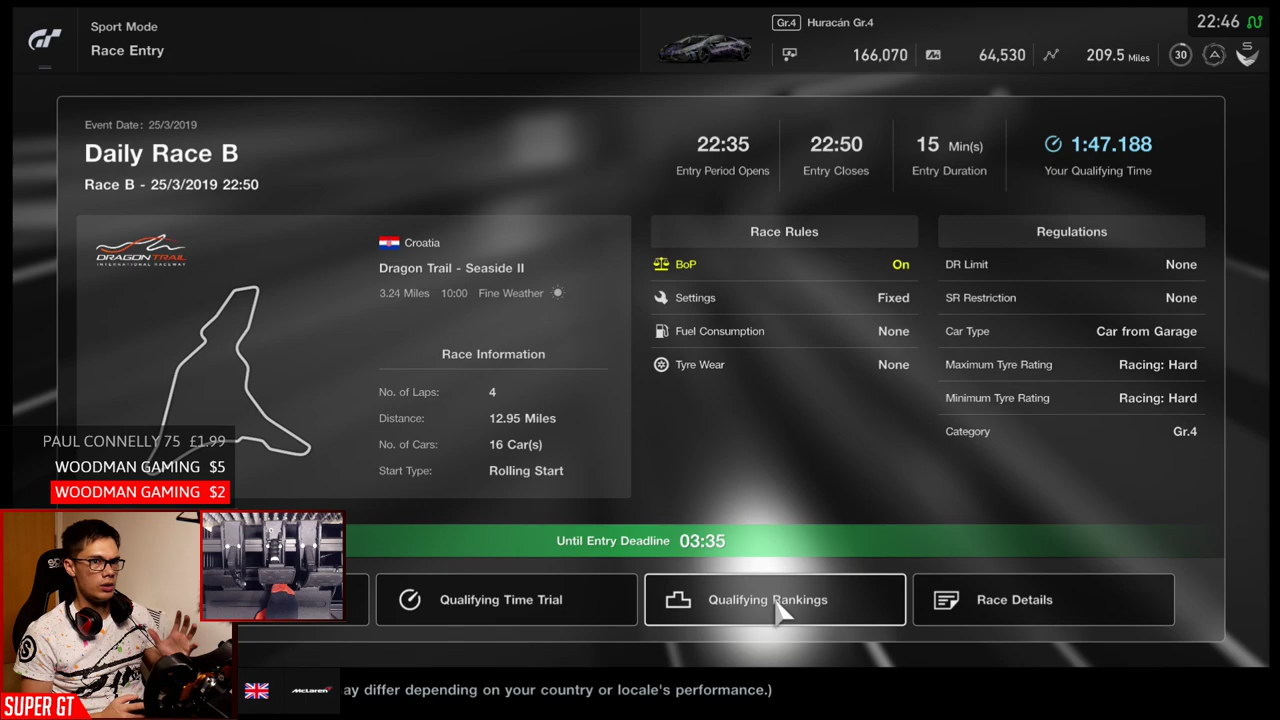 Sport Mode
Race Entry
Gr.4 Huracán Gr.4
22:46
166,070
64,530
209.5 Miles
30
A
S
Event Date: 25/3/2019
Daily Race B
Race B - 25/3/2019 22:50
22:35
Entry Period Opens
22:50
Entry Closes
15 Min(s)
Entry Duration
1:47.188
Your Qualifying Time
DRAGON TRAIL
INTERNATIONAL RACEWAY
Croatia
Dragon Trail - Seaside II
3.24 Miles 10:00 Fine Weather
Race Information
No. of Laps: 4
Distance: 12.95 Miles
No. of Cars: 16 Car(s)
Start Type: Rolling Start
Race Rules
BoP On
Settings Fixed
Fuel Consumption None
Tyre Wear None
Regulations
DR Limit None
SR Restriction None
Car Type Car from Garage
Maximum Tyre Rating Racing: Hard
Minimum Tyre Rating Racing: Hard
Category Gr.4
PAUL CONNELLY 75 £1.99
WOODMAN GAMING $5
WOODMAN GAMING $2
Until Entry Deadline 03:35
Qualifying Time Trial
Qualifying Rankings
Race Details
SUPER GT
McLaren
ay differ depending on your country or locale's performance.)